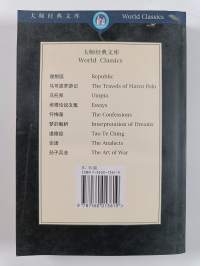 大师经典文库 World Classics
大师经典文库
World Classics
理想国 Republic
马可波罗游记 The Travels of Marco Polo
乌托邦 Utopia
培根论说文集 Essays
忏悔录 The Confessions
梦的解析 Interpretation of Dreams
道德经 Tao Te Ching
论语 The Analects
孙子兵法 The Art of War